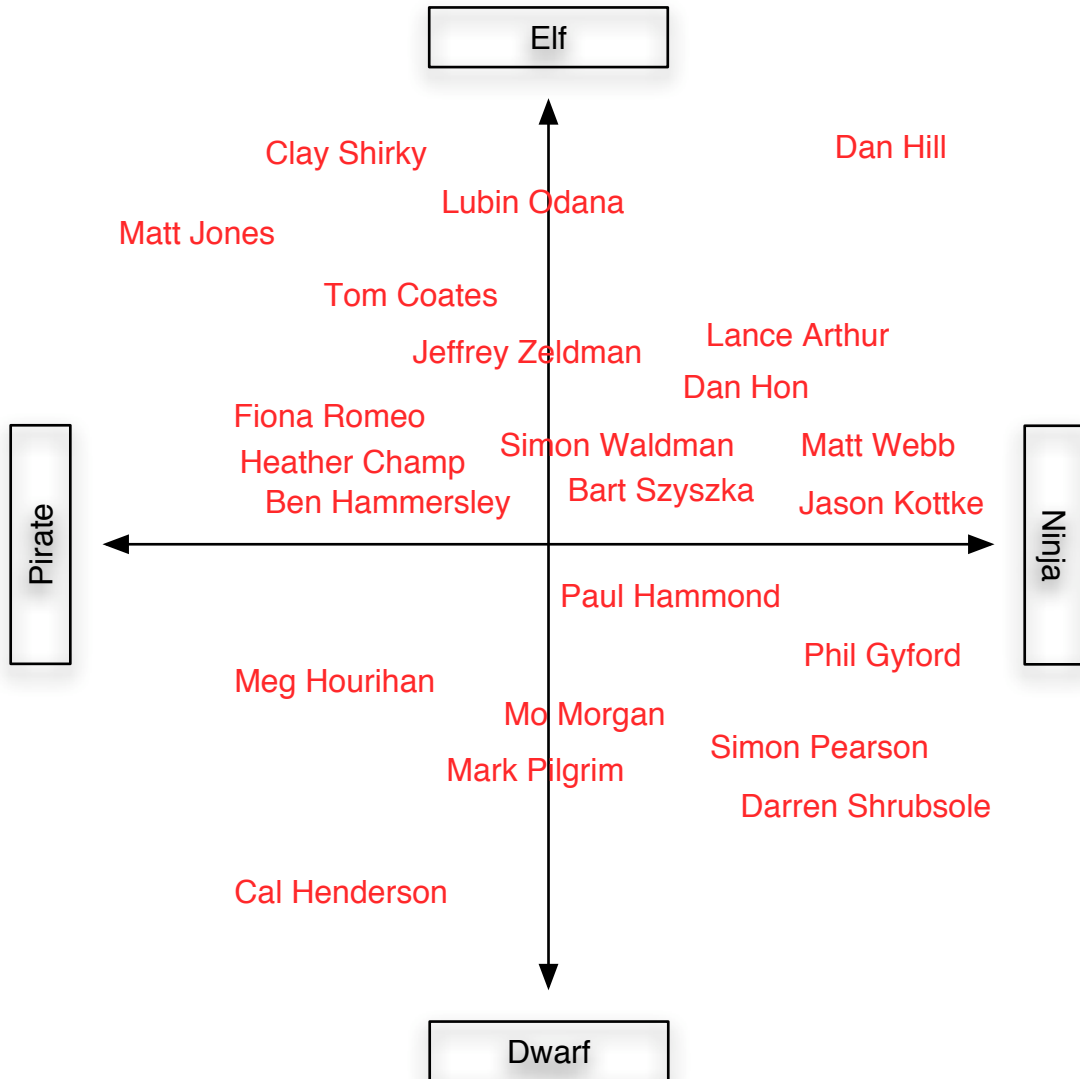 Elf
Dan Hill
Clay Shirky
Lubin Odana
Matt Jones
Tom Coates
Lance Arthur
Jeffrey Zeldman
Dan Hon
Fiona Romeo
Simon Waldman
Matt Webb
Heather Champ
Bart Szyszka
Ben Hammersley
Jason Kottke
Pirate
Ninja
Paul Hammond
Phil Gyford
Meg Hourihan
Mo Morgan
Simon Pearson
Mark Pilgrim
Darren Shrubsole
Cal Henderson
Dwarf